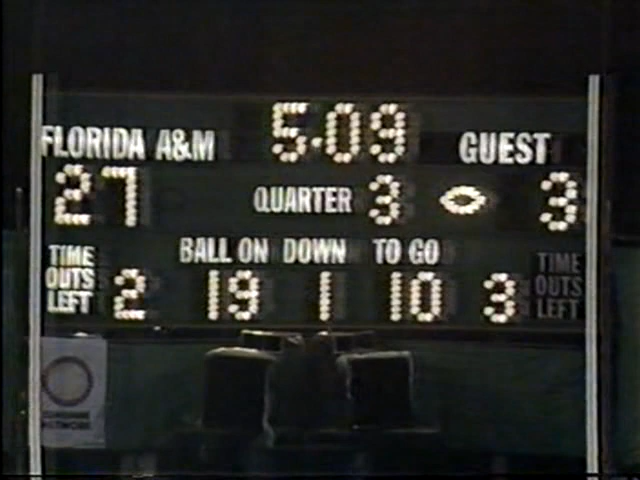 5:09
FLORIDA A&M GUEST
27 QUARTER 3 3
BALL ON DOWN TO GO
TIME OUTS LEFT 2 19 1 10 3 TIME OUTS LEFT
NETWORK